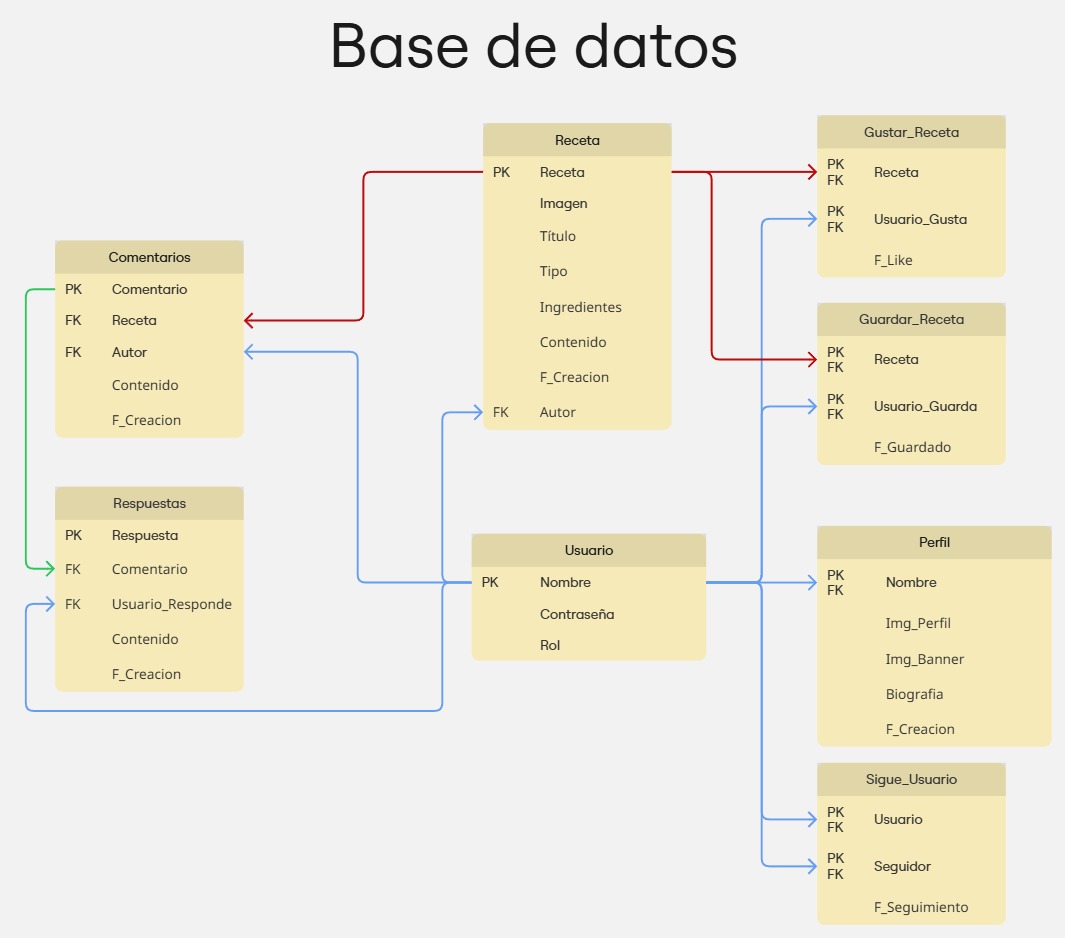 Base de datos
Receta
PK Receta
Imagen
Título
Tipo
Ingredientes
Contenido
F_Creacion
FK Autor
Gustar_Receta
PK
FK Receta
PK
FK Usuario_Gusta
F_Like
Comentarios
PK Comentario
FK Receta
FK Autor
Contenido
F_Creacion
Guardar_Receta
PK
FK Receta
PK
FK Usuario_Guarda
F_Guardado
Respuestas
PK Respuesta
FK Comentario
FK Usuario_Responde
Contenido
F_Creacion
Usuario
PK Nombre
Contraseña
Rol
Perfil
PK
FK Nombre
Img_Perfil
Img_Banner
Biografia
F_Creacion
Sigue_Usuario
PK
FK Usuario
PK
FK Seguidor
F_Seguimiento